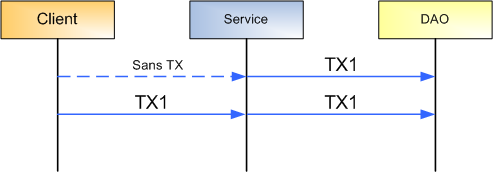 Client Service DAO
Sans TX TX1
TX1 TX1